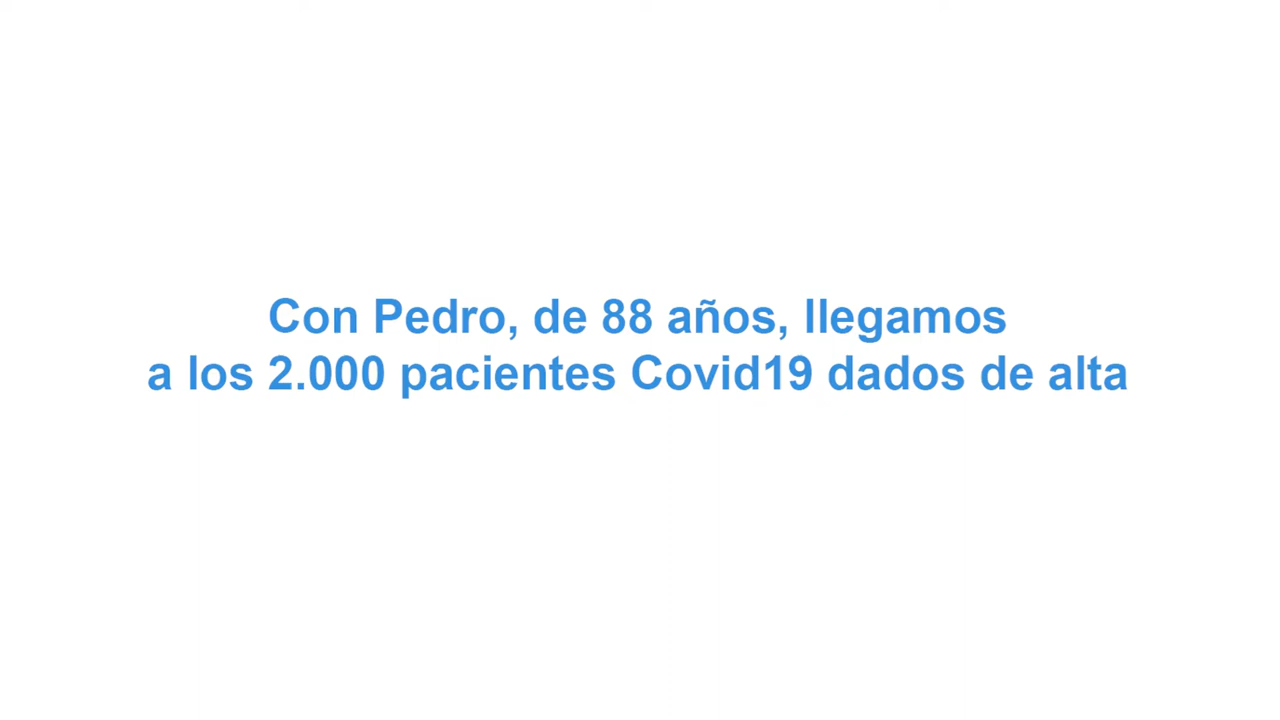 Con Pedro, de 88 años, llegamos
a los 2.000 pacientes Covid19 dados de alta